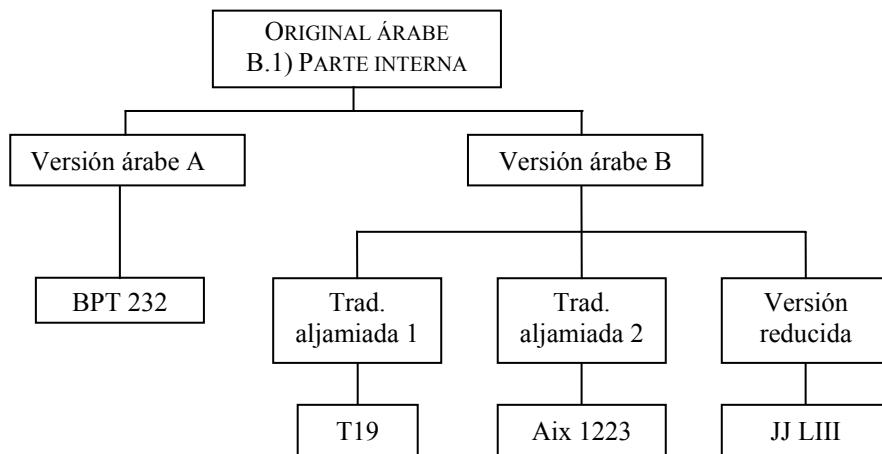 ORIGINAL ÁRABE
B.1) PARTE INTERNA
Versión árabe A
Versión árabe B
BPT 232
Trad.
aljamiada 1
Trad.
aljamiada 2
Versión
reducida
T19
Aix 1223
JJ LIII